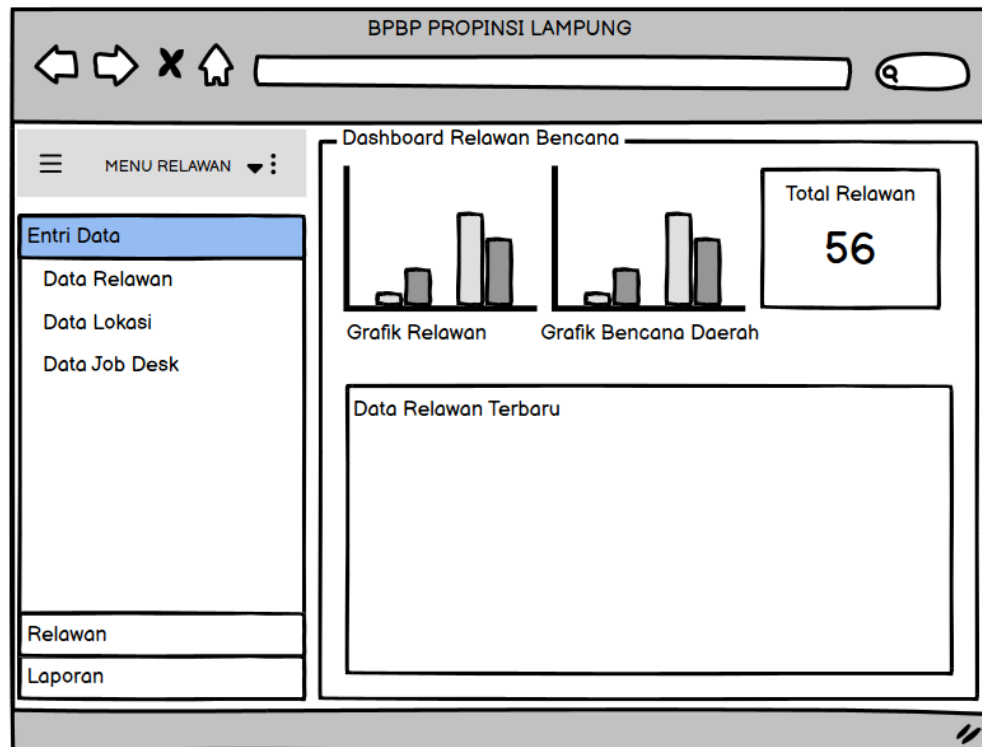 BPBP PROPINSI LAMPUNG
MENU RELAWAN
Entri Data
Data Relawan
Data Lokasi
Data Job Desk
Relawan
Laporan
Dashboard Relawan Bencana
Grafik Relawan
Grafik Bencana Daerah
Total Relawan
56
Data Relawan Terbaru